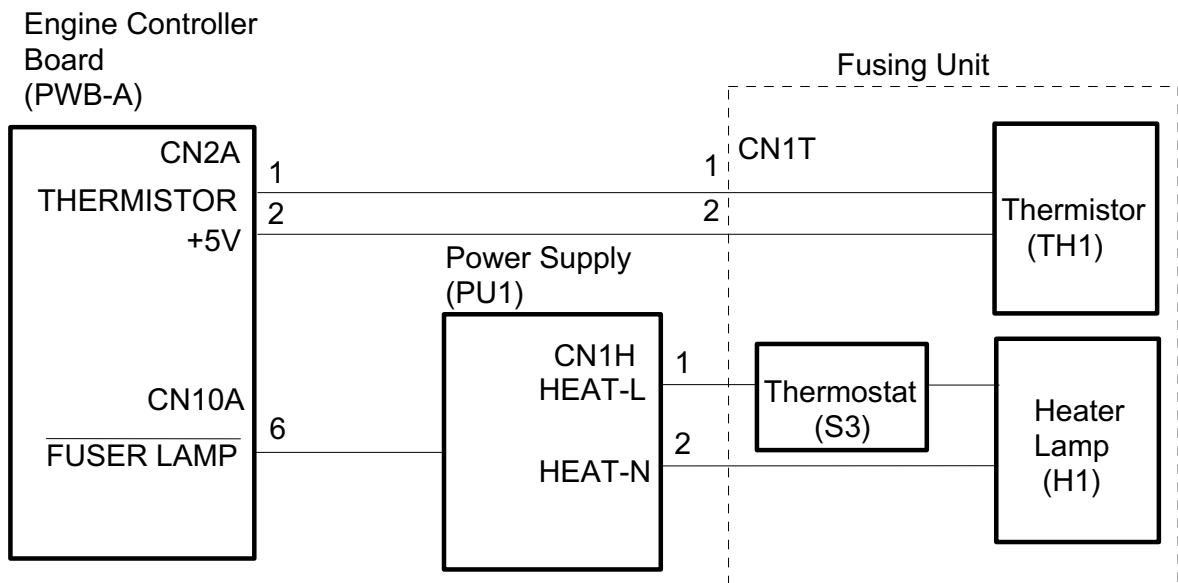 Engine Controller
Board
(PWB-A)
Fusing Unit
CN2A
1
1
CN1T
THERMISTOR
2
2
+5V
Thermistor
(TH1)
Power Supply
(PU1)
CN1H
1
HEAT-L
Thermostat
(S3)
CN10A
6
FUSER LAMP
2
HEAT-N
Heater
Lamp
(H1)